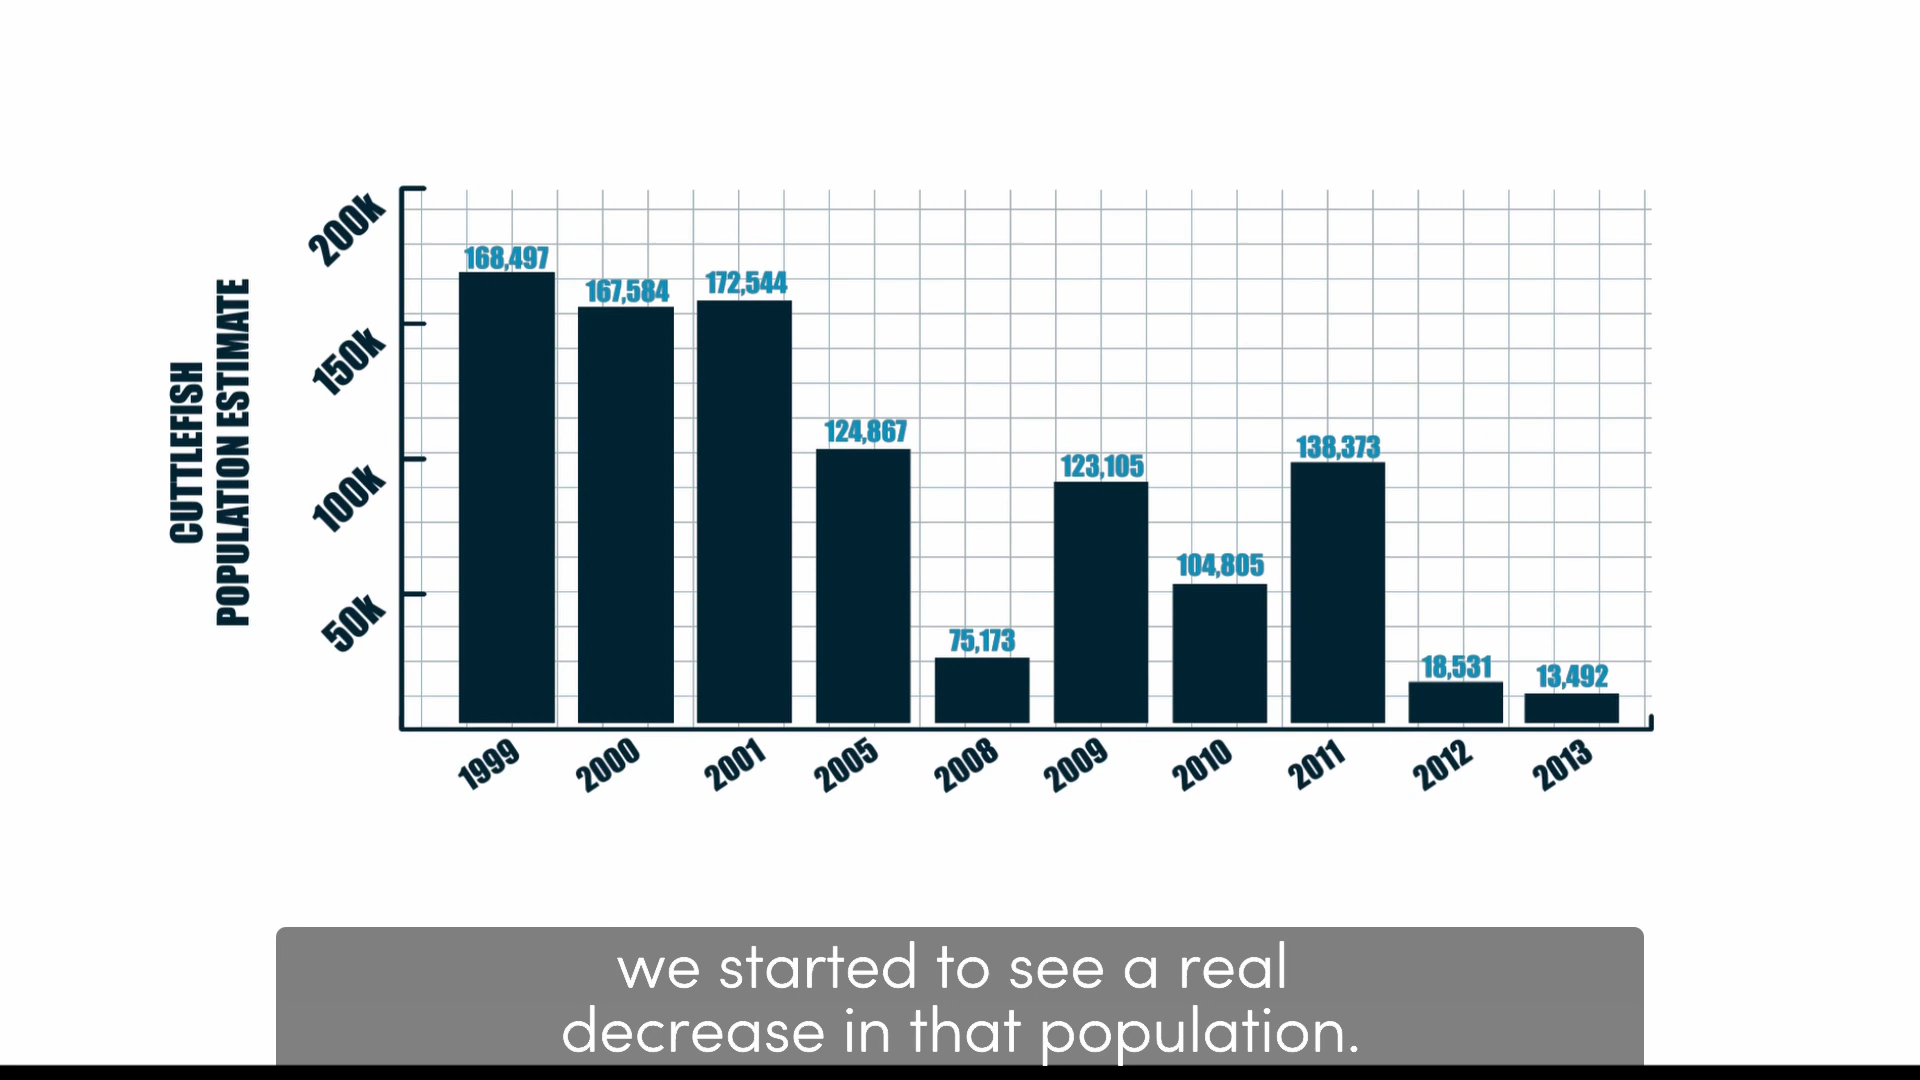 CUTTLEFISH
POPULATION ESTIMATE
200k
150k
100k
50k
168,497
167,584
172,544
124,867
75,173
123,105
104,805
138,373
18,531
13,492
1999
2000
2001
2005
2008
2009
2010
2011
2012
2013
we started to see a real
decrease in that population.